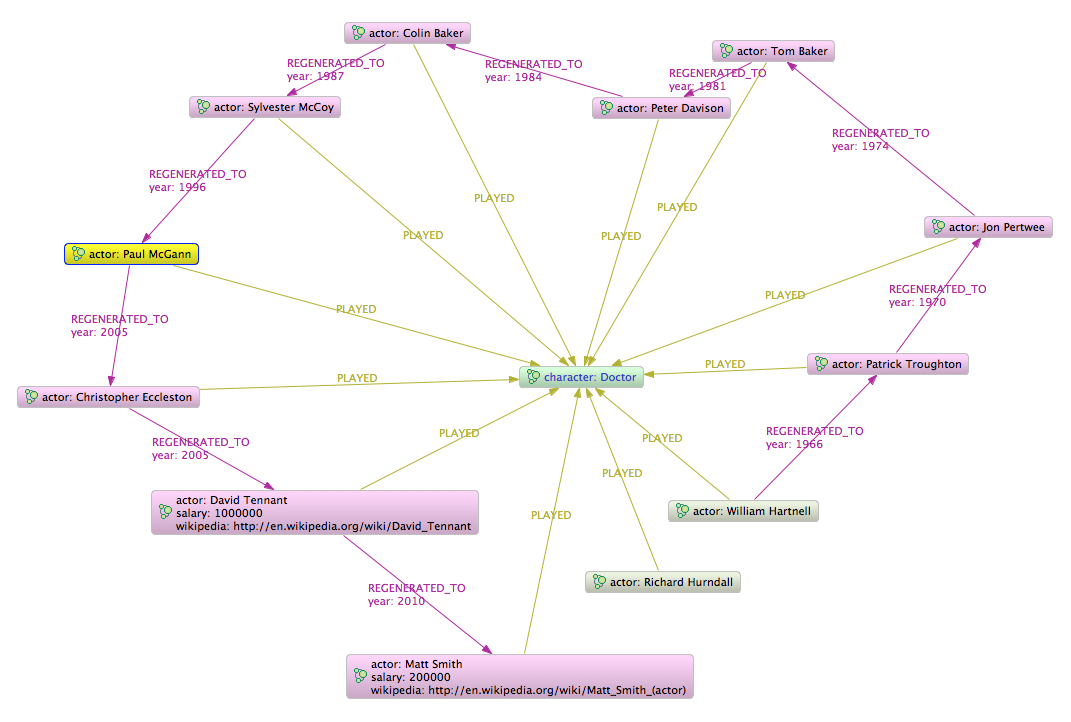 actor: Colin Baker
actor: Tom Baker
REGENERATED_TO
year: 1987
REGENERATED_TO
year: 1984
REGENERATED_TO
year: 1981
actor: Sylvester McCoy
actor: Peter Davison
REGENERATED_TO
year: 1974
REGENERATED_TO
year: 1996
PLAYED
PLAYED
PLAYED
PLAYED
actor: Jon Pertwee
actor: Paul McGann
REGENERATED_TO
year: 1970
PLAYED
PLAYED
REGENERATED_TO
year: 2005
PLAYED
actor: Patrick Troughton
PLAYED
character: Doctor
actor: Christopher Eccleston
REGENERATED_TO
year: 2005
PLAYED
PLAYED
REGENERATED_TO
year: 1966
PLAYED
actor: David Tennant
salary: 1000000
wikipedia: http://en.wikipedia.org/wiki/David_Tennant
PLAYED
actor: William Hartnell
actor: Richard Hurndall
REGENERATED_TO
year: 2010
actor: Matt Smith
salary: 200000
wikipedia: http://en.wikipedia.org/wiki/Matt_Smith_(actor)